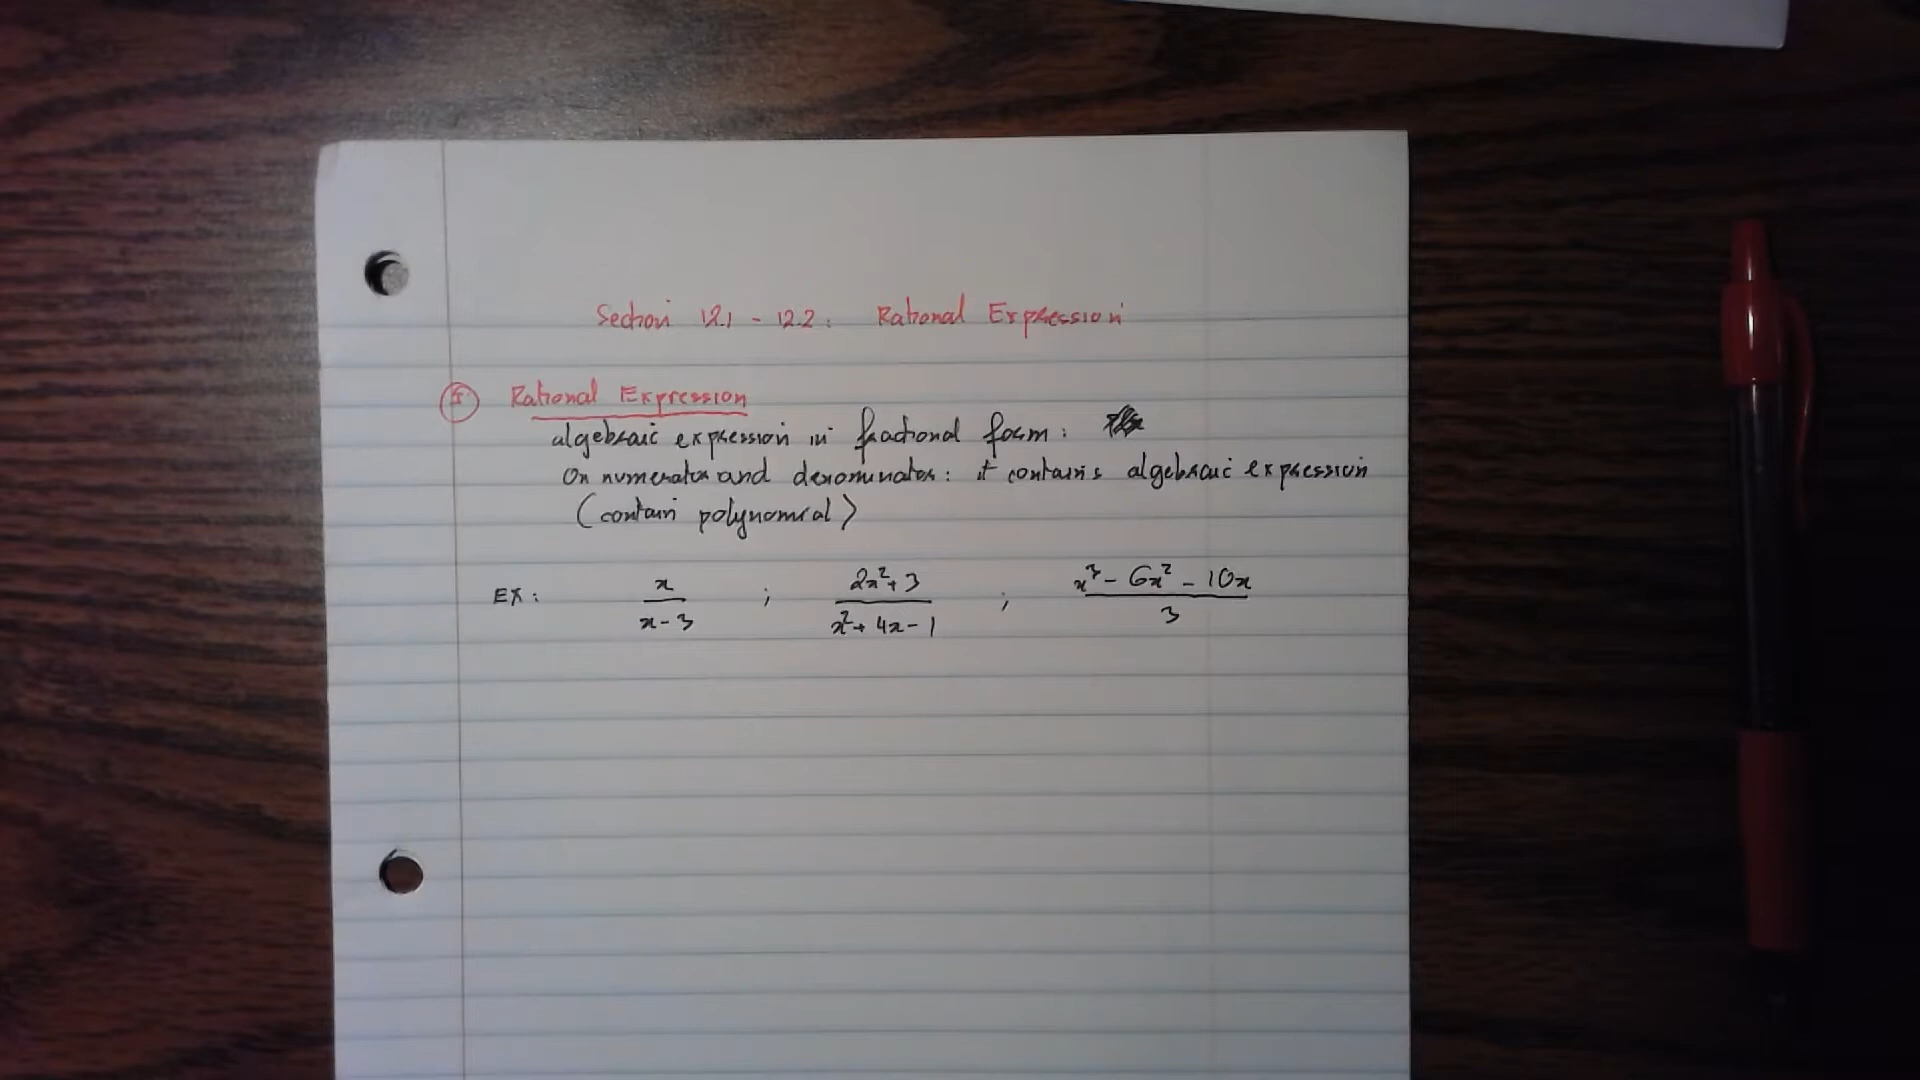 Section 12.1 - 12.2: Rational Expression
I. Rational Expression
algebraic expression in fractional form:
On numerator and denominator: it contains algebraic expression
(contain polynomial)
EX: x/(x-3) ; (2x²+3)/(x²+4x-1) ; (x³-6x²-10x)/3